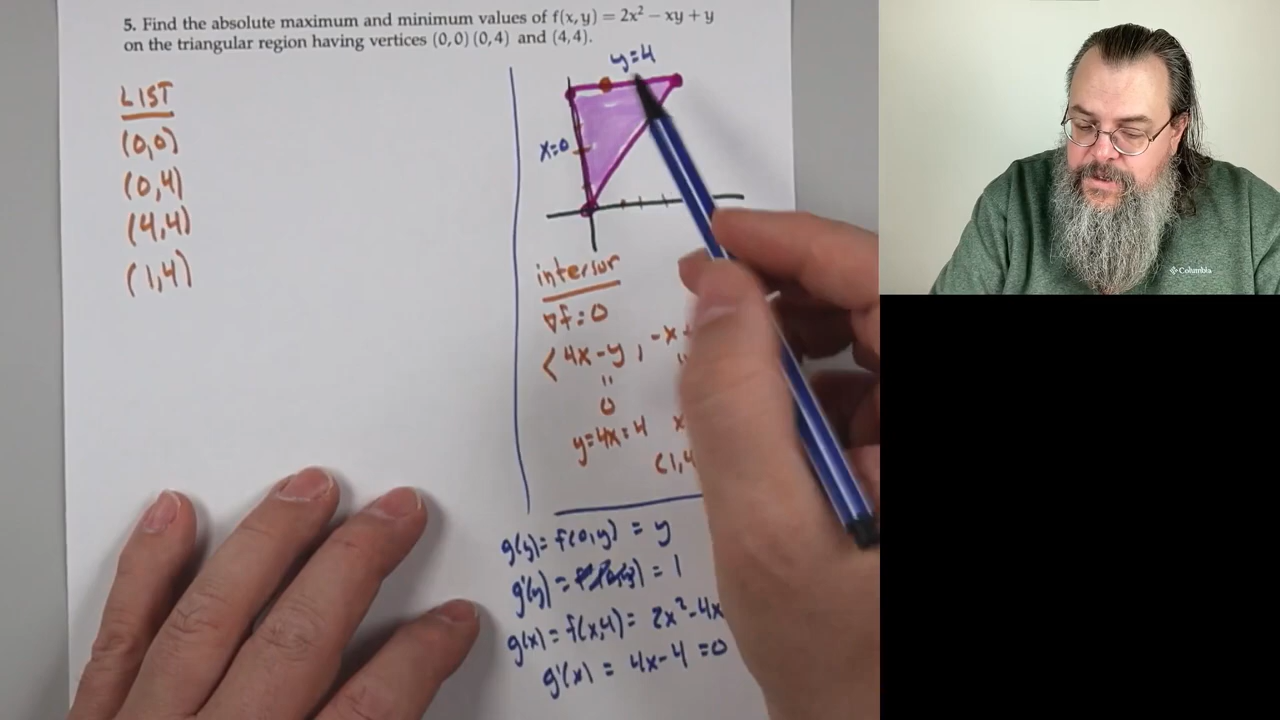 5. Find the absolute maximum and minimum values of f(x, y) = 2x² − xy + y
on the triangular region having vertices (0,0) (0,4) and (4,4).
LIST
(0,0)
(0,4)
(4,4)
(1,4)
y=4
x=0
interior
∇f=0
<4x-y, -x+
"
0
y=4x=4 x
(1,4
g(y)=f(0,y) = y
g'(y)= = 1
g(x)=f(x,4)= 2x²-4x
g'(x) = 4x-4 =0
Columbia